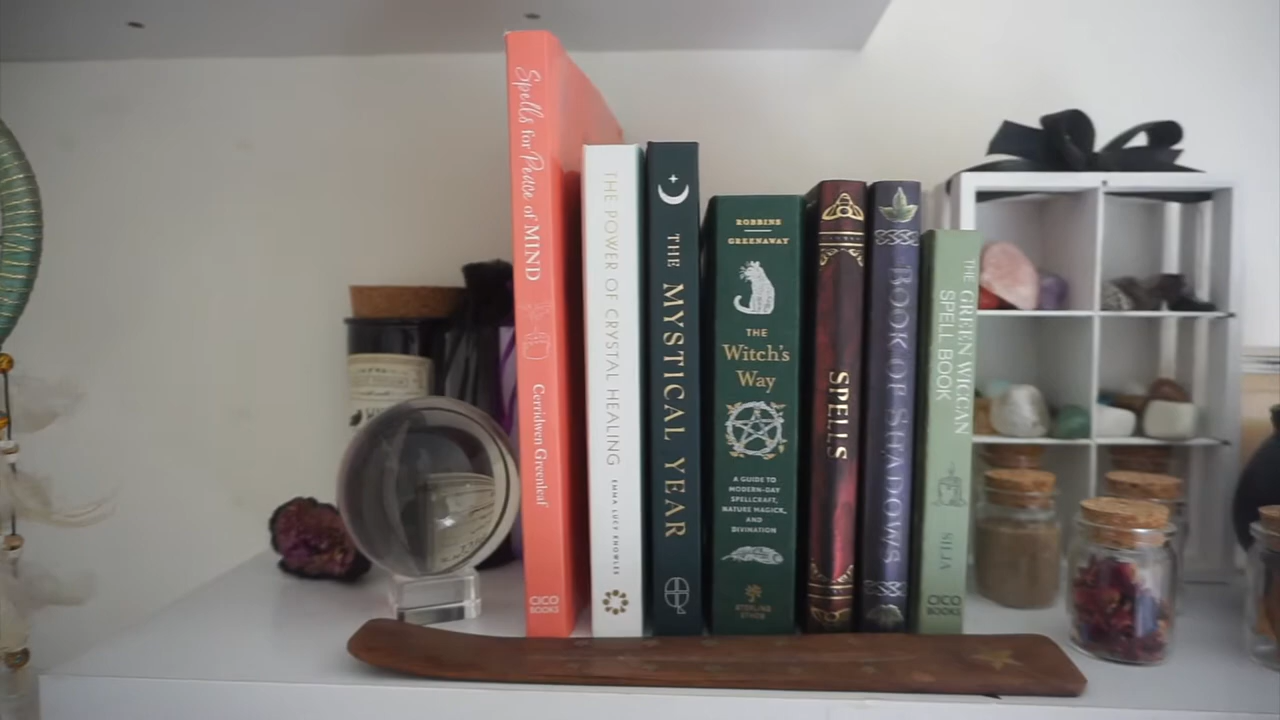 Spells for Peace of MIND
Cerridwen Greenleaf
CICO
BOOKS
THE POWER OF CRYSTAL HEALING
EMMA LUCY KNOWLES
THE MYSTICAL YEAR
ROBBINS
GREENAWAY
THE
Witch's
Way
A GUIDE TO
MODERN-DAY
SPELLCRAFT,
NATURE MAGICK,
AND
DIVINATION
STERLING
ETHOS
SPELLS
BOOK OF SHADOWS
THE GREEN WICCAN
SPELL BOOK
SILJA
CICO
BOOKS